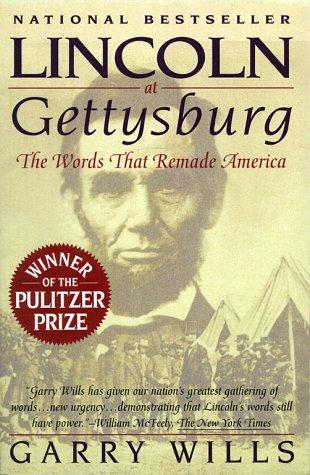 NATIONAL BESTSELLER
LINCOLN
at
Gettysburg
The Words That Remade America
WINNER
OF THE
PULITZER
PRIZE
"Garry Wills has given our nation's greatest gathering of
words...new urgency...demonstrating that Lincoln's words still
have power."–William McFeely, The New York Times
GARRY WILLS